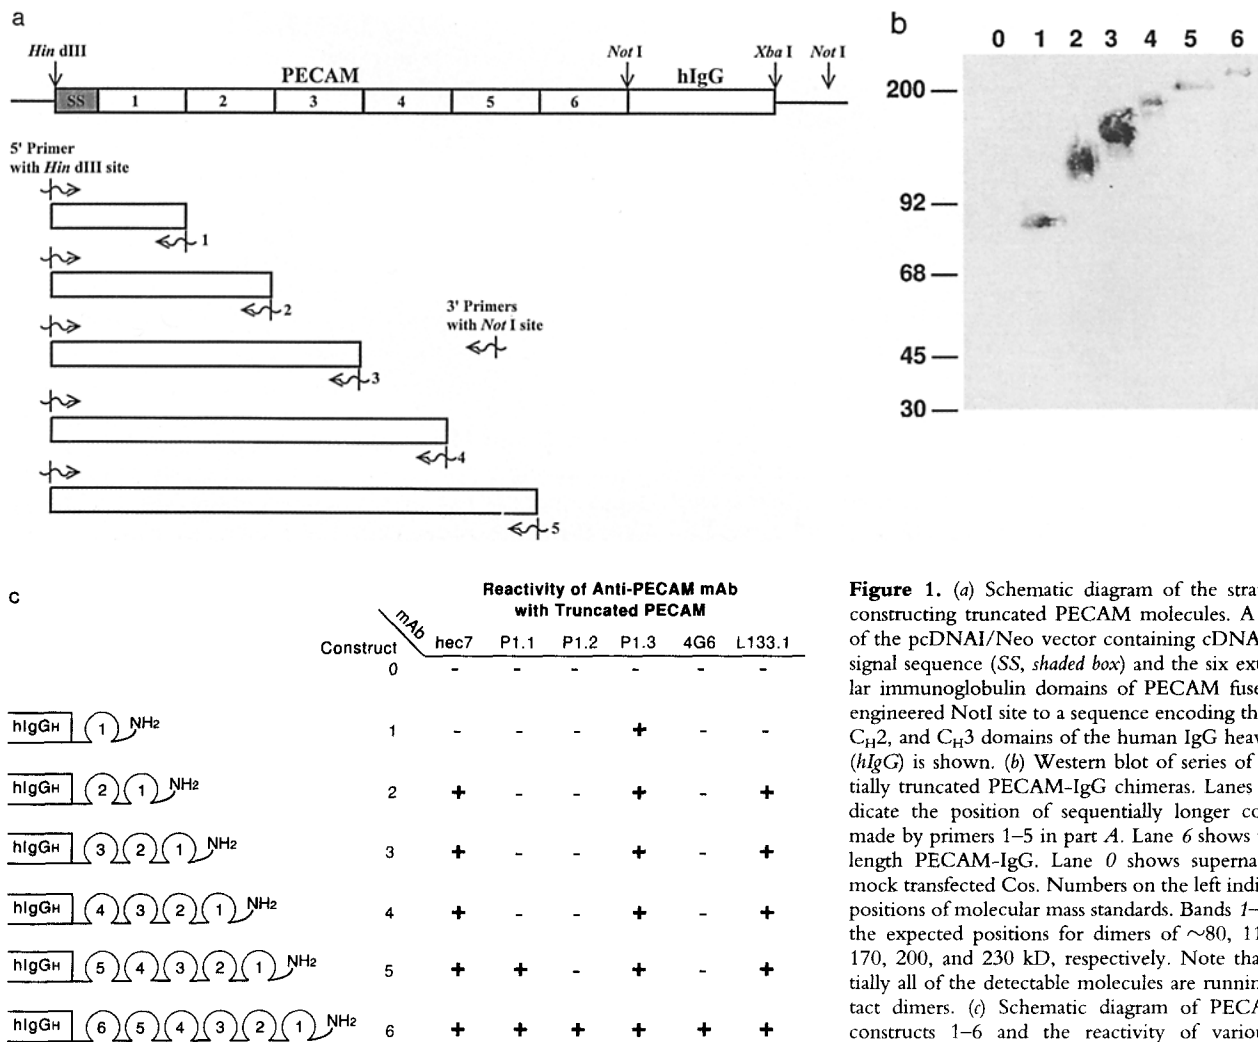 a
Hin dIII
Not I
Xba I
Not I
PECAM
hIgG
SS 1 2 3 4 5 6
5' Primer
with Hin dIII site
1
2
3' Primers
with Not I site
3
4
5
b
0 1 2 3 4 5 6
200
92
68
45
30
c
Reactivity of Anti-PECAM mAb
with Truncated PECAM
Construct mAb hec7 P1.1 P1.2 P1.3 4G6 L133.1
0 - - - - - -
hIgGH 1 NH2 1 - - - + - -
hIgGH 2 1 NH2 2 + - - + - +
hIgGH 3 2 1 NH2 3 + - - + - +
hIgGH 4 3 2 1 NH2 4 + - - + - +
hIgGH 5 4 3 2 1 NH2 5 + + - + - +
hIgGH 6 5 4 3 2 1 NH2 6 + + + + + +
Figure 1. (a) Schematic diagram of the stra
constructing truncated PECAM molecules. A
of the pcDNAI/Neo vector containing cDNA
signal sequence (SS, shaded box) and the six ext
lar immunoglobulin domains of PECAM fuse
engineered NotI site to a sequence encoding th
CH2, and CH3 domains of the human IgG heav
(hIgG) is shown. (b) Western blot of series of
tially truncated PECAM-IgG chimeras. Lanes
dicate the position of sequentially longer co
made by primers 1–5 in part A. Lane 6 shows
length PECAM-IgG. Lane 0 shows superna
mock transfected Cos. Numbers on the left indi
positions of molecular mass standards. Bands 1–
the expected positions for dimers of ~80, 11
170, 200, and 230 kD, respectively. Note tha
tially all of the detectable molecules are runnin
tact dimers. (c) Schematic diagram of PECA
constructs 1–6 and the reactivity of variou